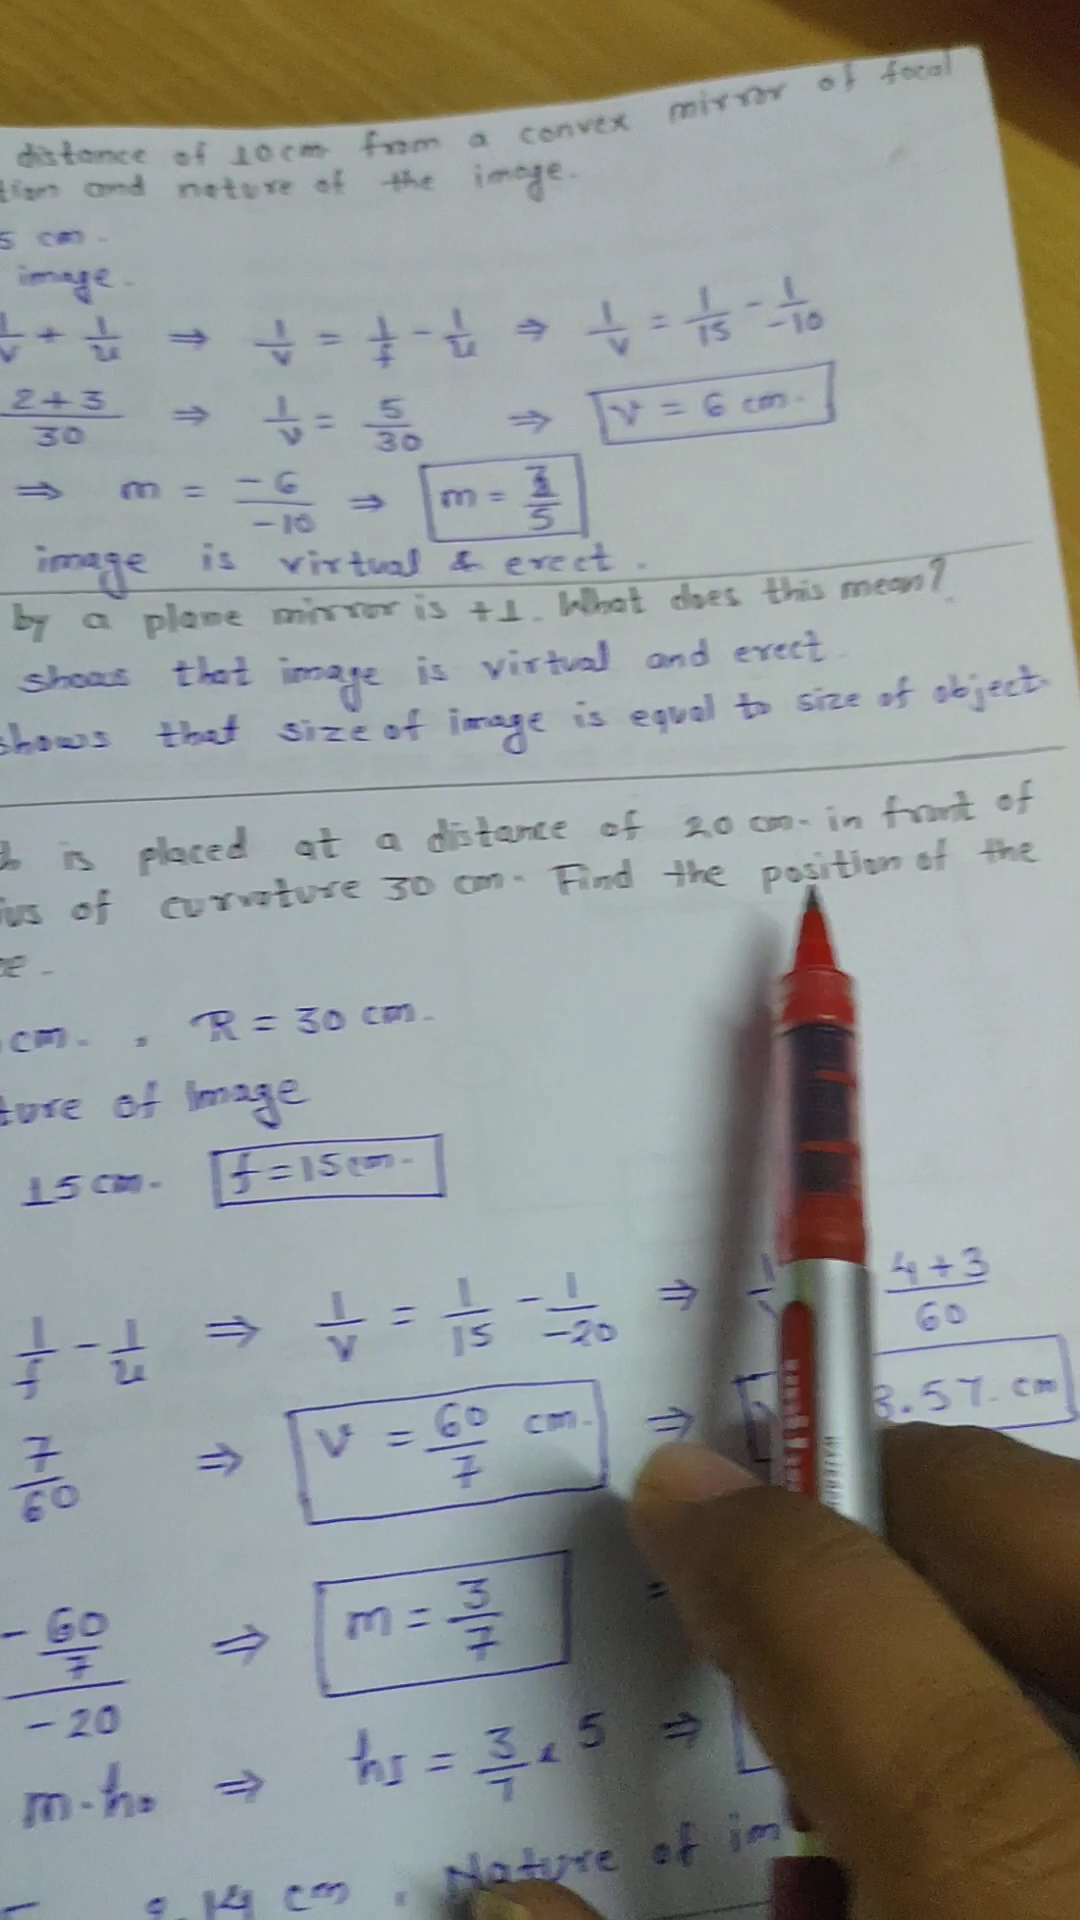 distance of 10 cm from a convex mirror of focal
tion and nature of the image.
5 cm.
image.
1/v + 1/u ⇒ 1/v = 1/f - 1/u ⇒ 1/v = 1/15 - 1/-10
2+3/30 ⇒ 1/v = 5/30 ⇒ v = 6 cm.
⇒ m = -6/-10 ⇒ m = 3/5
image is virtual & erect.
by a plane mirror is +1. What does this mean?
shows that image is virtual and erect.
shows that size of image is equal to size of object.
is placed at a distance of 20 cm. in front of
ius of curvature 30 cm. Find the position of the
cm. , R = 30 cm.
ture of image
15 cm. f = 15 cm.
1/f - 1/u ⇒ 1/v = 1/15 - 1/-20 ⇒ 4+3/60
7/60 ⇒ v = 60/7 cm. ⇒ 8.57 cm
-60/7/-20 ⇒ m = 3/7 =
m.ho ⇒ hI = 3/7 × 5 ⇒
cm , Nature of im